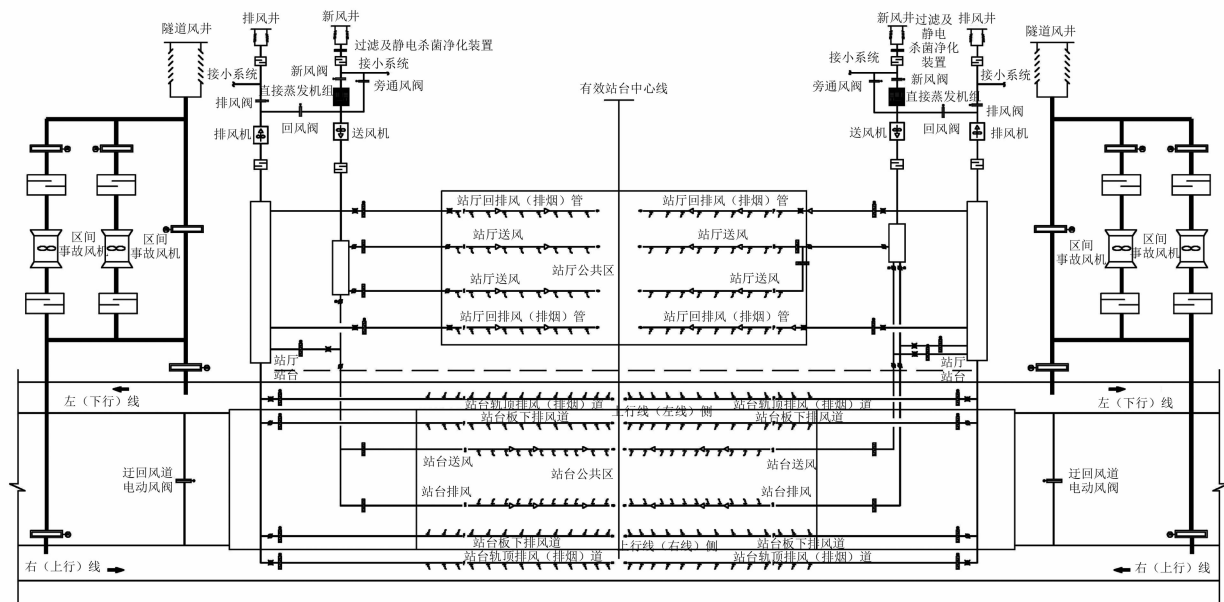 隧道风井
排风井
新风井
过滤及静电杀菌净化装置
接小系统
接小系统
新风阀
旁通风阀
直接蒸发机组
排风阀
回风阀
排风机
送风机
有效站台中心线
新风井
过滤及
静电
杀菌净化
装置
排风井
隧道风井
接小系统
接小系统
新风阀
旁通风阀
直接蒸发机组
排风阀
回风阀
送风机
排风机
区间
事故风机
区间
事故风机
区间
事故风机
区间
事故风机
站厅回排风（排烟）管
站厅回排风（排烟）管
站厅送风
站厅送风
站厅公共区
站厅送风
站厅送风
站厅回排风（排烟）管
站厅回排风（排烟）管
站厅
站台
站厅
站台
左（下行）线
左（下行）线
站台轨顶排风（排烟）道
上行线（左线）侧
站台轨顶排风（排烟）道
站台板下排风道
站台板下排风道
站台送风
站台送风
站台公共区
站台排风
站台排风
迂回风道
电动风阀
迂回风道
电动风阀
站台板下排风道
上行线（右线）侧
站台板下排风道
站台轨顶排风（排烟）道
站台轨顶排风（排烟）道
右（上行）线
右（上行）线